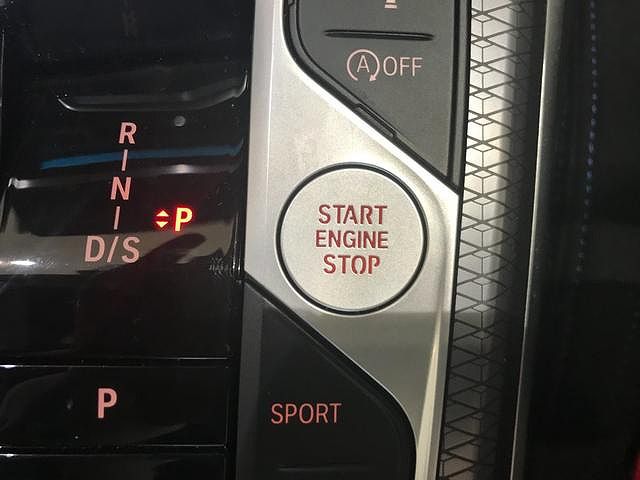 A OFF
R
N
D/S
P
START
ENGINE
STOP
P
SPORT